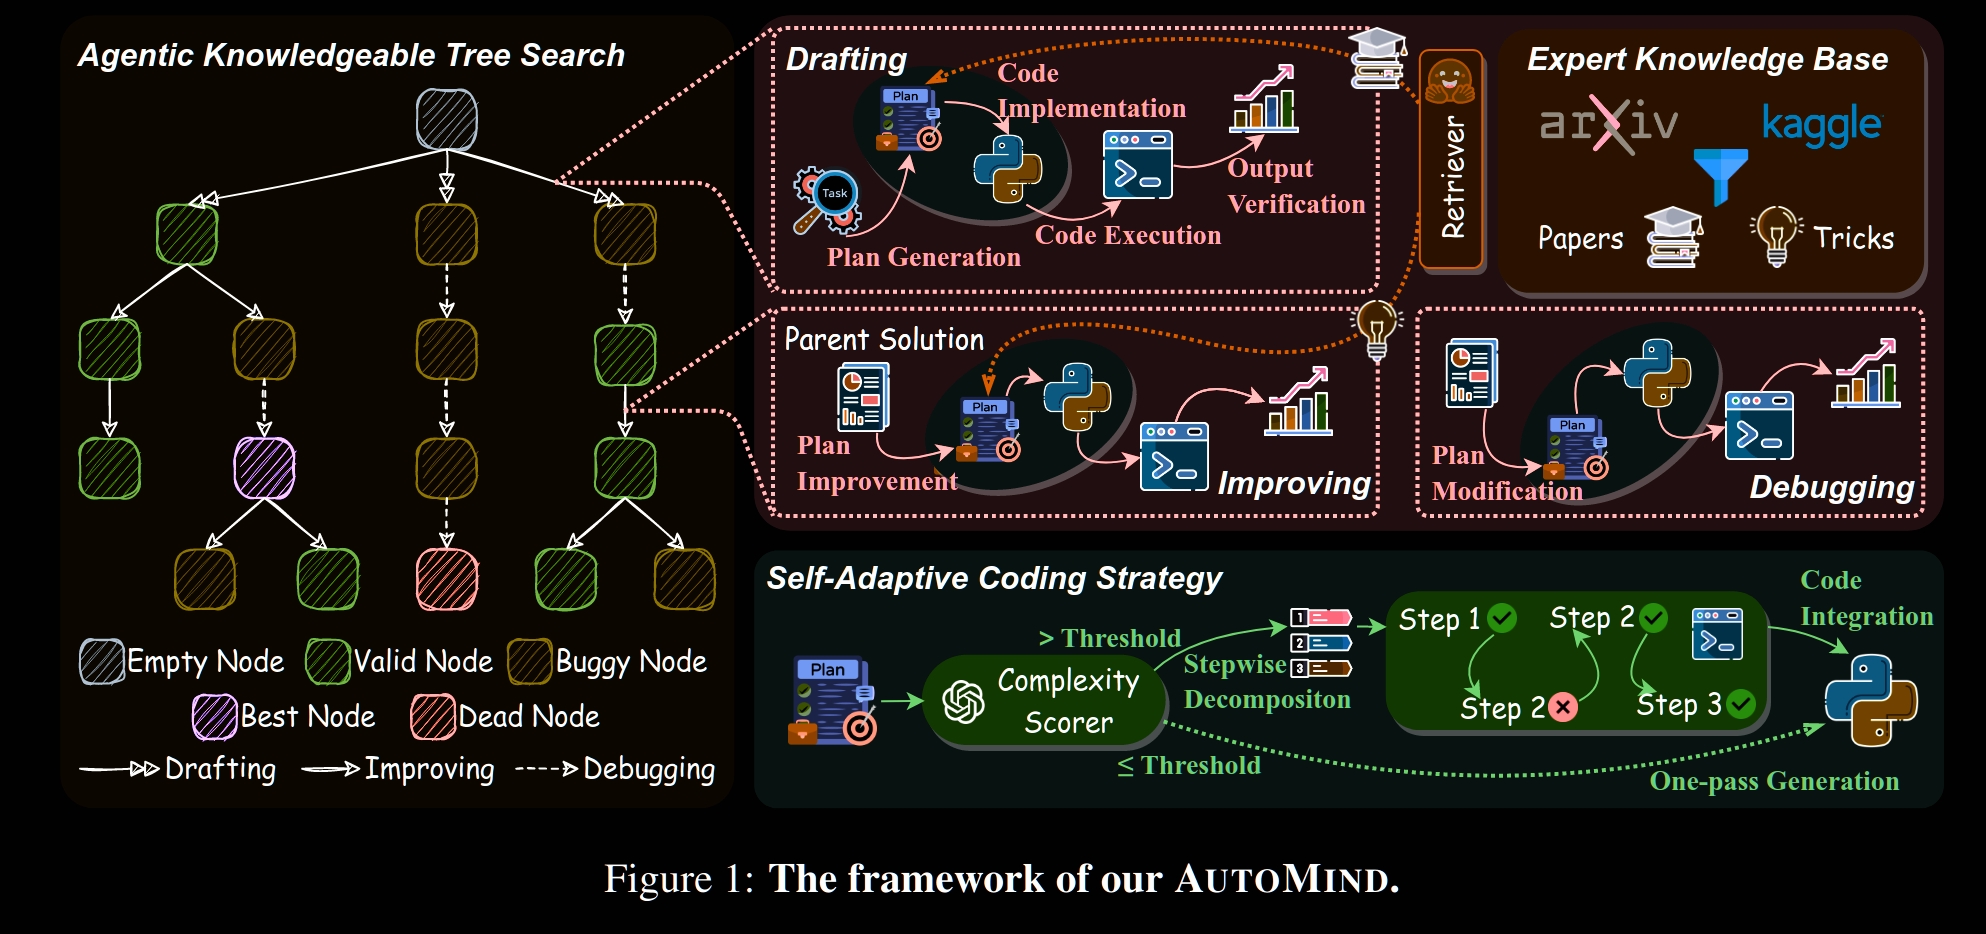 Agentic Knowledgeable Tree Search
Empty Node
Valid Node
Buggy Node
Best Node
Dead Node
Drafting
Improving
Debugging
Drafting
Plan
Code
Implementation
Task
Output
Verification
Code Execution
Plan Generation
Retriever
Expert Knowledge Base
arXiv
kaggle
Papers
Tricks
Parent Solution
Plan
Plan
Improvement
Improving
Plan
Plan
Modification
Debugging
Self-Adaptive Coding Strategy
Plan
Complexity
Scorer
> Threshold
≤ Threshold
Stepwise
Decompositon
1
2
3
Step 1
Step 2
Step 2
Step 3
Code
Integration
One-pass Generation
Figure 1: The framework of our AUTOMIND.